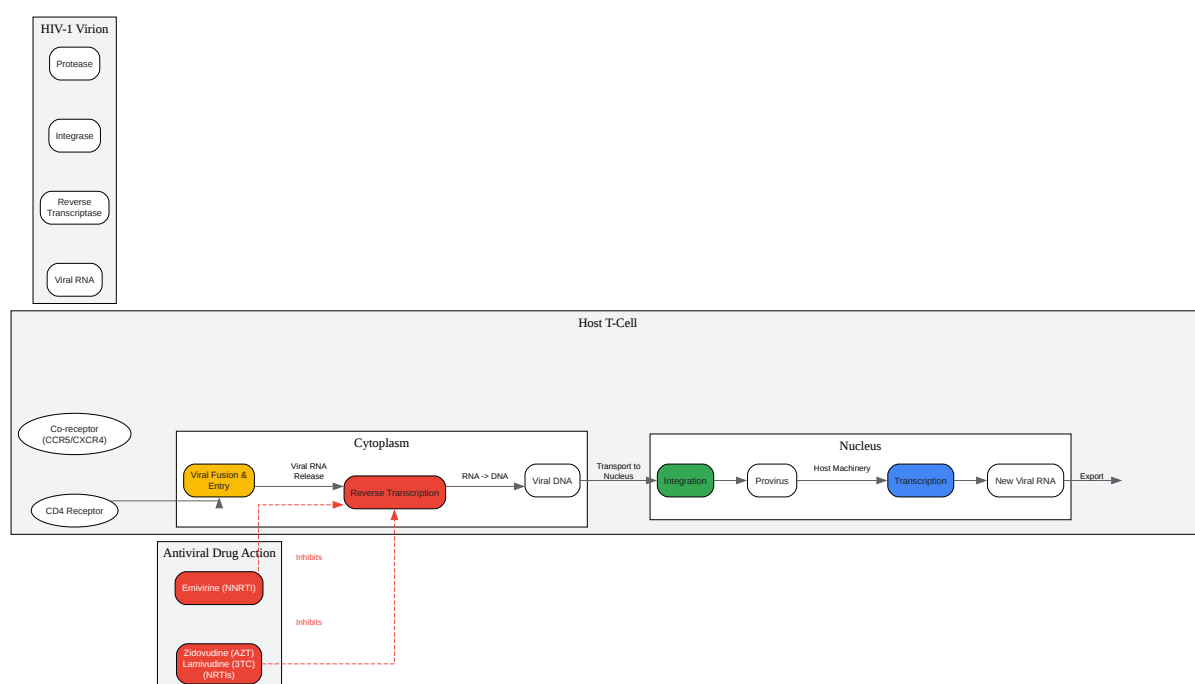 HIV-1 Virion
Protease
Integrase
Reverse
Transcriptase
Viral RNA
Host T-Cell
Co-receptor
(CCR5/CXCR4)
CD4 Receptor
Cytoplasm
Viral Fusion &
Entry
Viral RNA
Release
Reverse Transcription
RNA -> DNA
Viral DNA
Transport to
Nucleus
Nucleus
Integration
Provirus
Host Machinery
Transcription
New Viral RNA
Export
Antiviral Drug Action
Emivirine (NNRTI)
Inhibits
Zidovudine (AZT)
Lamivudine (3TC)
(NRTIs)
Inhibits